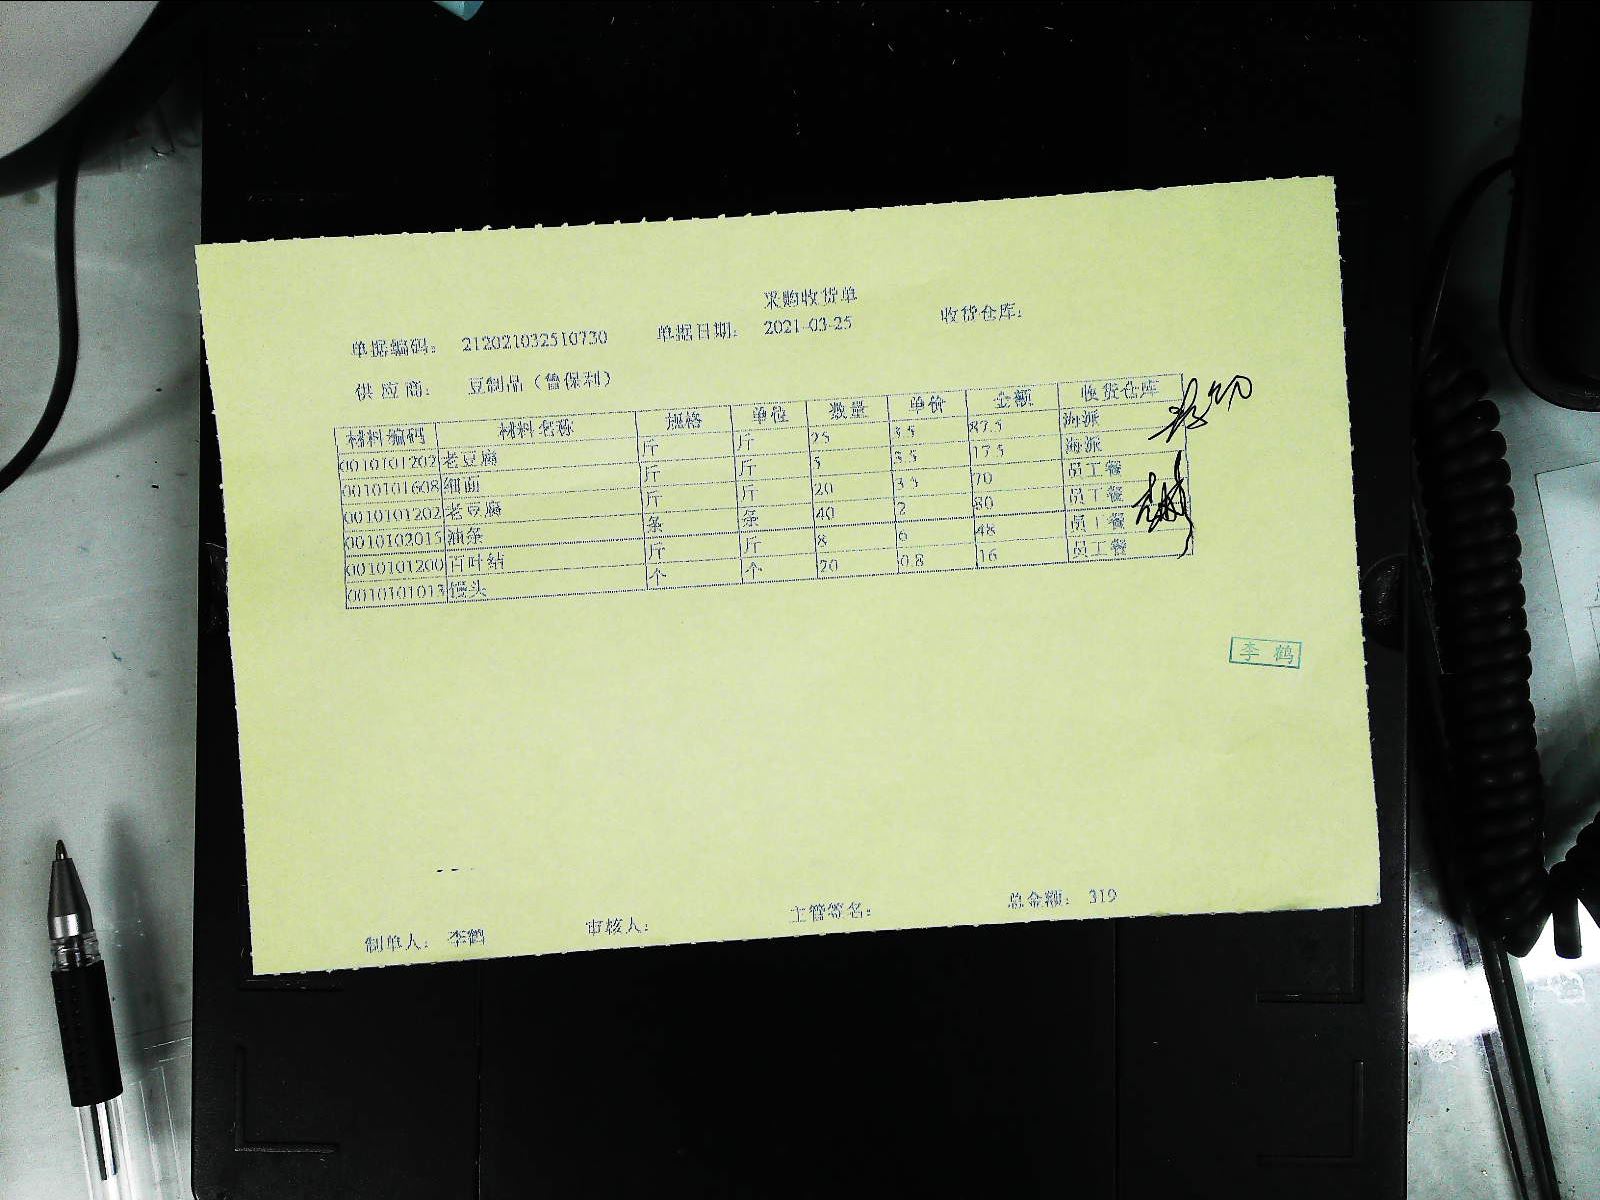 采购收货单
单据编码: 212021032510730 单据日期: 2021-03-25 收货仓库:
供应商: 豆制品（曾保利）
材料编码 材料名称 规格 单位 数量 单价 金额 收货仓库
0010101202 老豆腐 斤 斤 25 3.5 87.5 海派
0010101608 细面 斤 斤 5 3.5 17.5 海派
0010101202 老豆腐 斤 斤 20 3.5 70 员工餐
0010102015 油条 条 条 40 2 80 员工餐
0010101200 百叶结 斤 斤 8 6 48 员工餐
0010101013 馒头 个 个 20 0.8 16 员工餐
李鹤
制单人: 李鹤 审核人: 主管签名: 总金额: 319